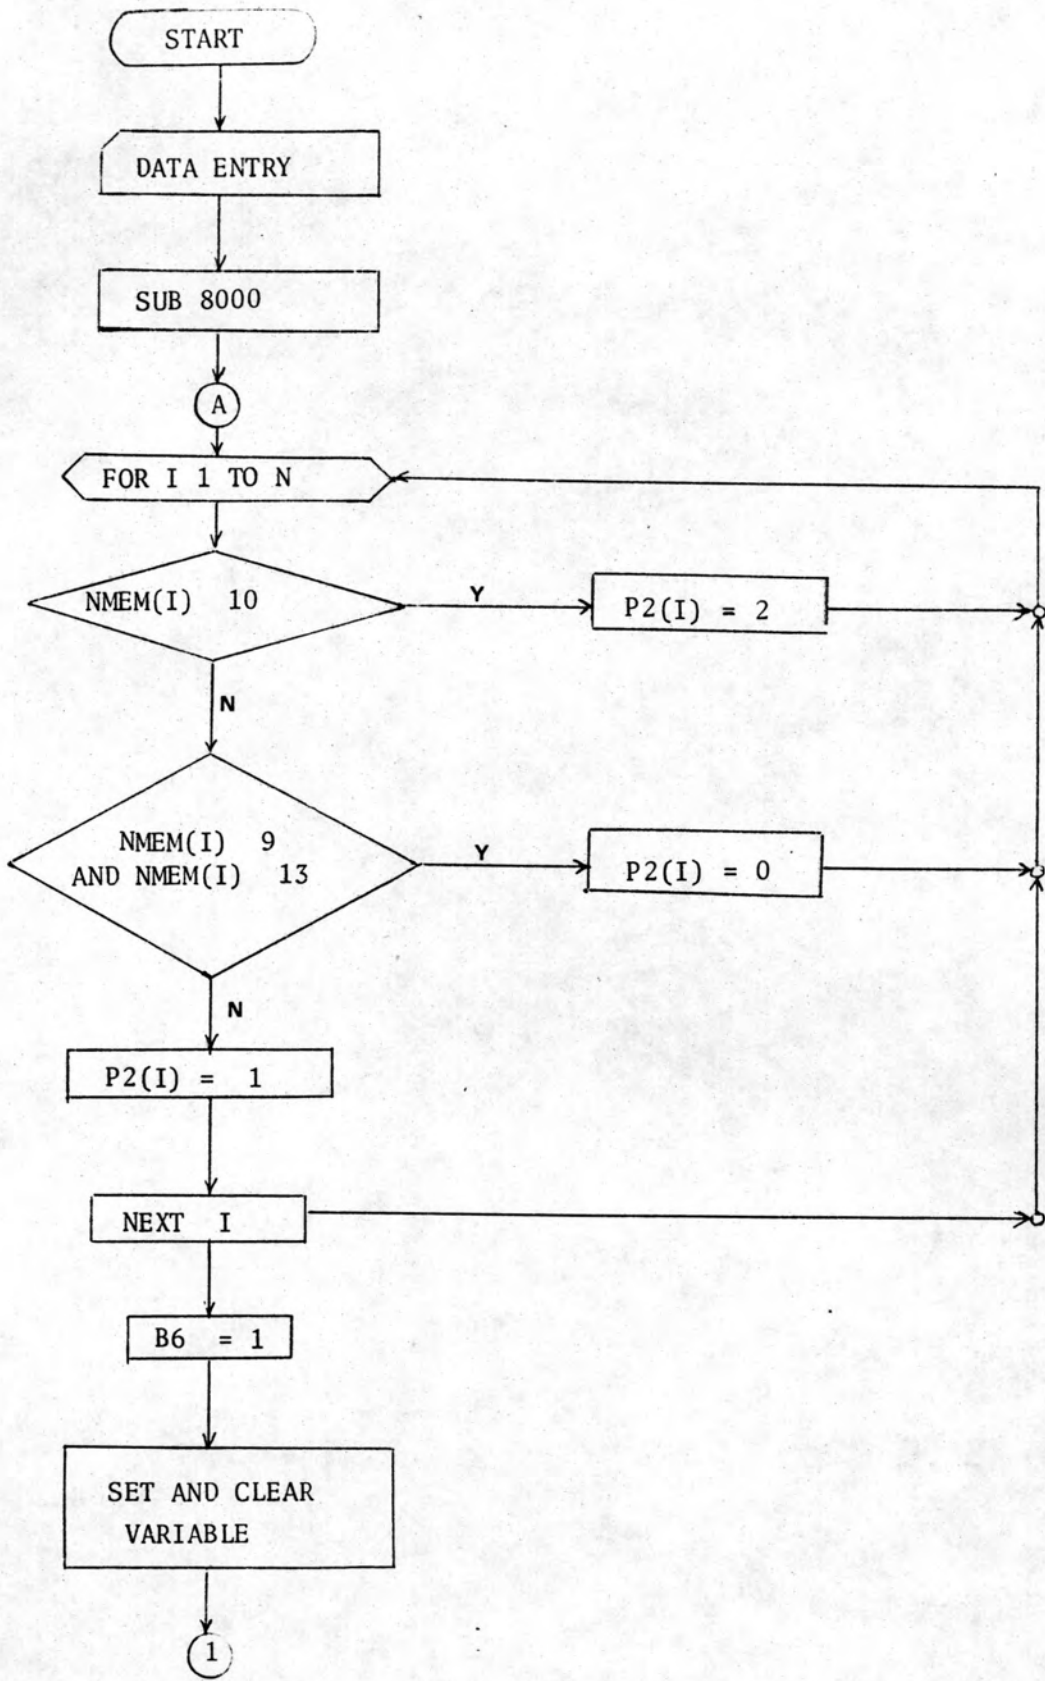 START
DATA ENTRY
SUB 8000
A
FOR I 1 TO N
NMEM(I) 10
Y
P2(I) = 2
N
NMEM(I) 9
AND NMEM(I) 13
Y
P2(I) = 0
N
P2(I) = 1
NEXT I
B6 = 1
SET AND CLEAR
VARIABLE
1